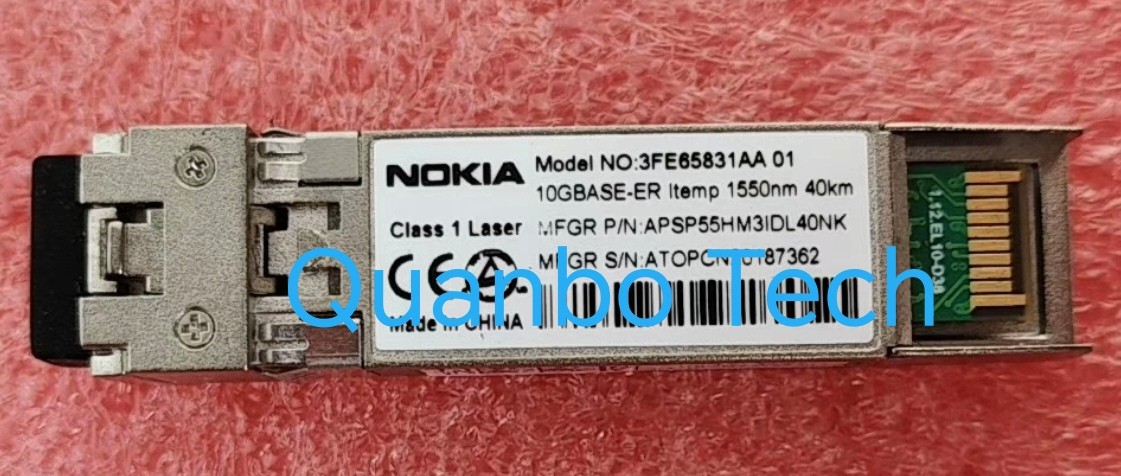 NOKIA
Model NO:3FE65831AA 01
10GBASE-ER Itemp 1550nm 40km
Class 1 Laser
MFGR P/N:APSP55HM3IDL40NK
MFGR
Made in CHINA
Quanbo Tech